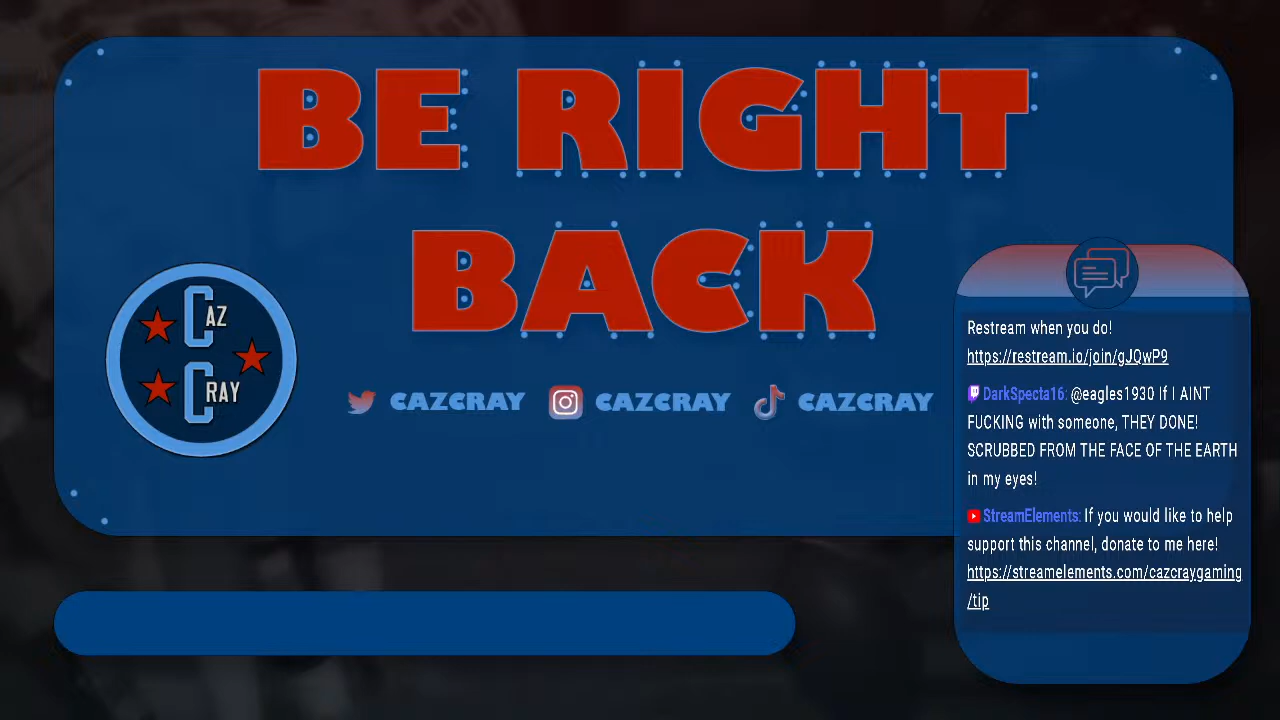 BE RIGHT
BACK
CAZ
CRAY
CAZCRAY CAZCRAY CAZCRAY
Restream when you do!
https://restream.io/join/gJQwP9
DarkSpecta16: @eagles1930 If I AINT
FUCKING with someone, THEY DONE!
SCRUBBED FROM THE FACE OF THE EARTH
in my eyes!
StreamElements: If you would like to help
support this channel, donate to me here!
https://streamelements.com/cazcraygaming
/tip